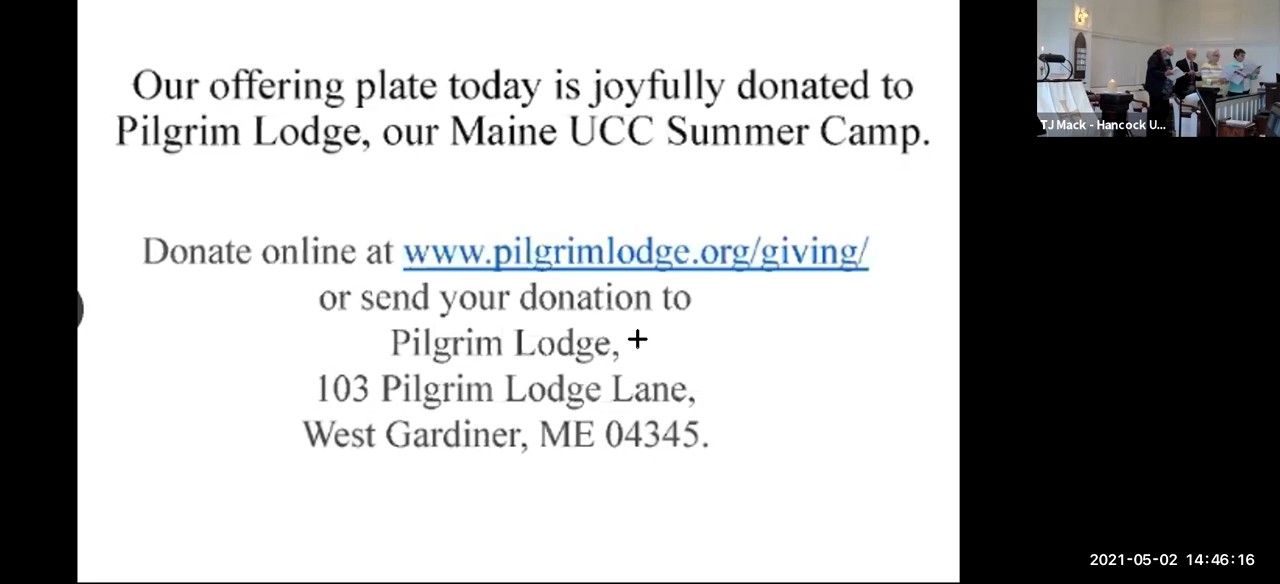 Our offering plate today is joyfully donated to
Pilgrim Lodge, our Maine UCC Summer Camp.
Donate online at www.pilgrimlodge.org/giving/
or send your donation to
Pilgrim Lodge,
103 Pilgrim Lodge Lane,
West Gardiner, ME 04345.
TJ Mack - Hancock U...
2021-05-02 14:46:16